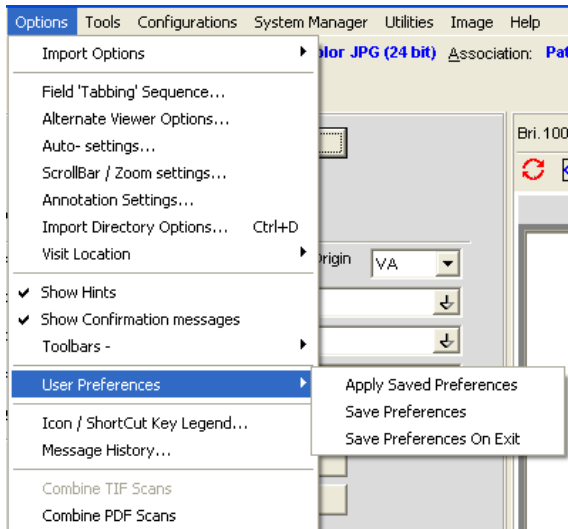 Options Tools Configurations System Manager Utilities Image Help
Import Options
JPG (24 bit) Association:
Field 'Tabbing' Sequence...
Alternate Viewer Options...
Auto- settings...
Bri.100
ScrollBar / Zoom settings...
Annotation Settings...
Import Directory Options... Ctrl+D
Visit Location
VA
Show Hints
Show Confirmation messages
Toolbars -
User Preferences
Apply Saved Preferences
Save Preferences
Save Preferences On Exit
Icon / ShortCut Key Legend...
Message History...
Combine TIF Scans
Combine PDF Scans